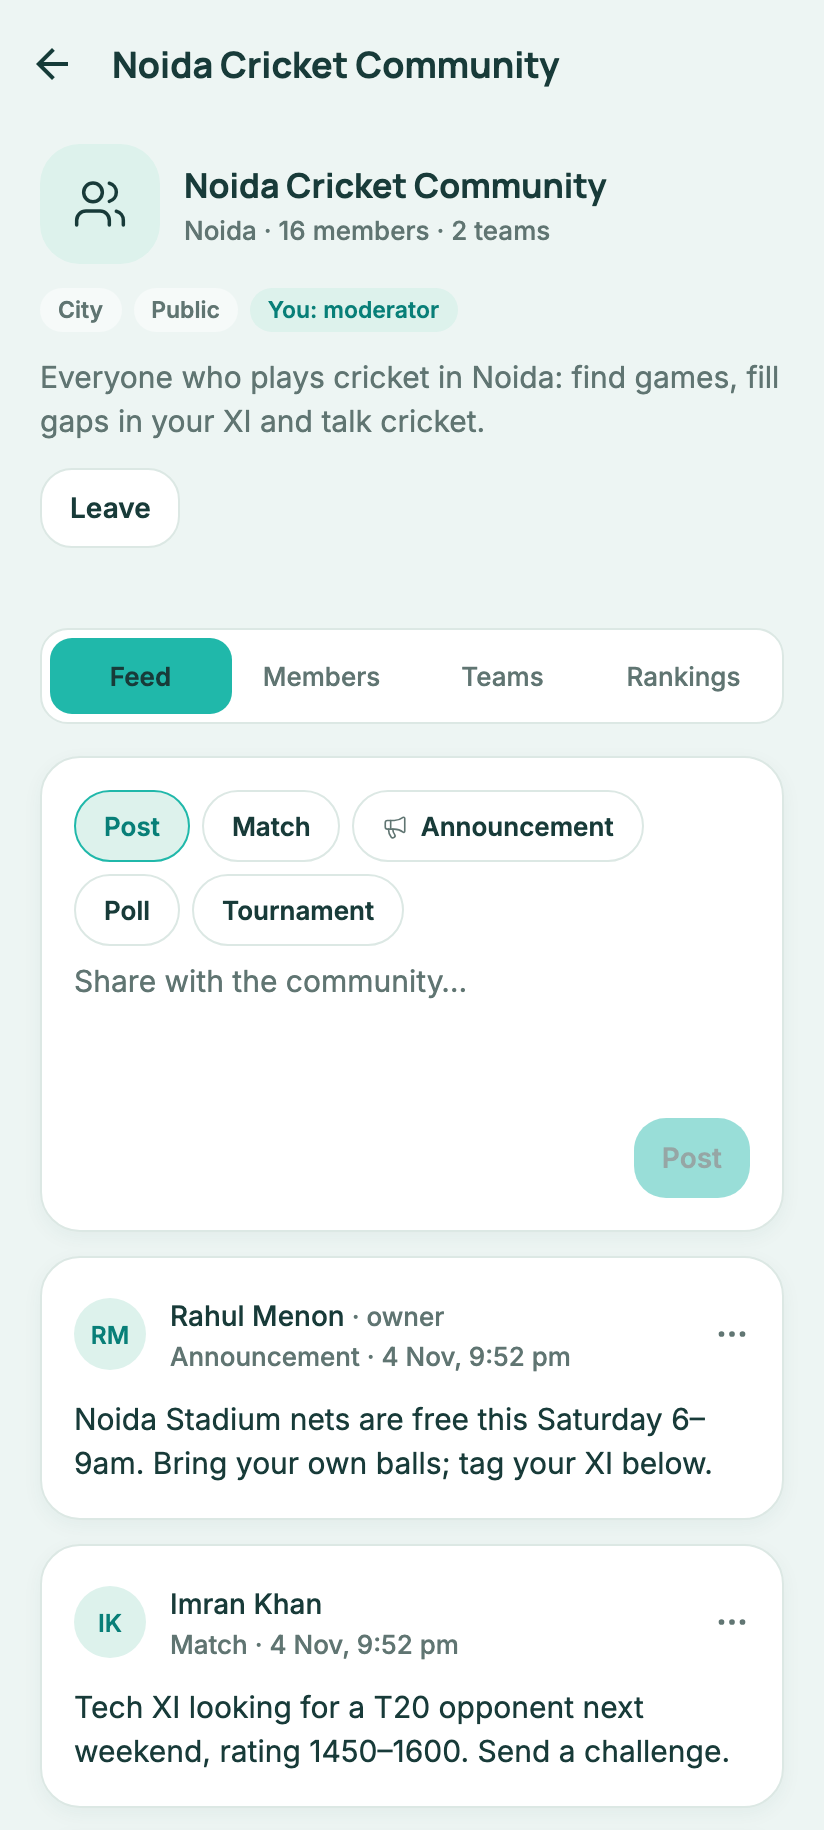 Noida Cricket Community
Noida Cricket Community
Noida · 16 members · 2 teams
City Public You: moderator
Everyone who plays cricket in Noida: find games, fill
gaps in your XI and talk cricket.
Leave
Feed Members Teams Rankings
Post Match Announcement
Poll Tournament
Share with the community...
Post
RM Rahul Menon · owner
Announcement · 4 Nov, 9:52 pm
Noida Stadium nets are free this Saturday 6–
9am. Bring your own balls; tag your XI below.
IK Imran Khan
Match · 4 Nov, 9:52 pm
Tech XI looking for a T20 opponent next
weekend, rating 1450–1600. Send a challenge.